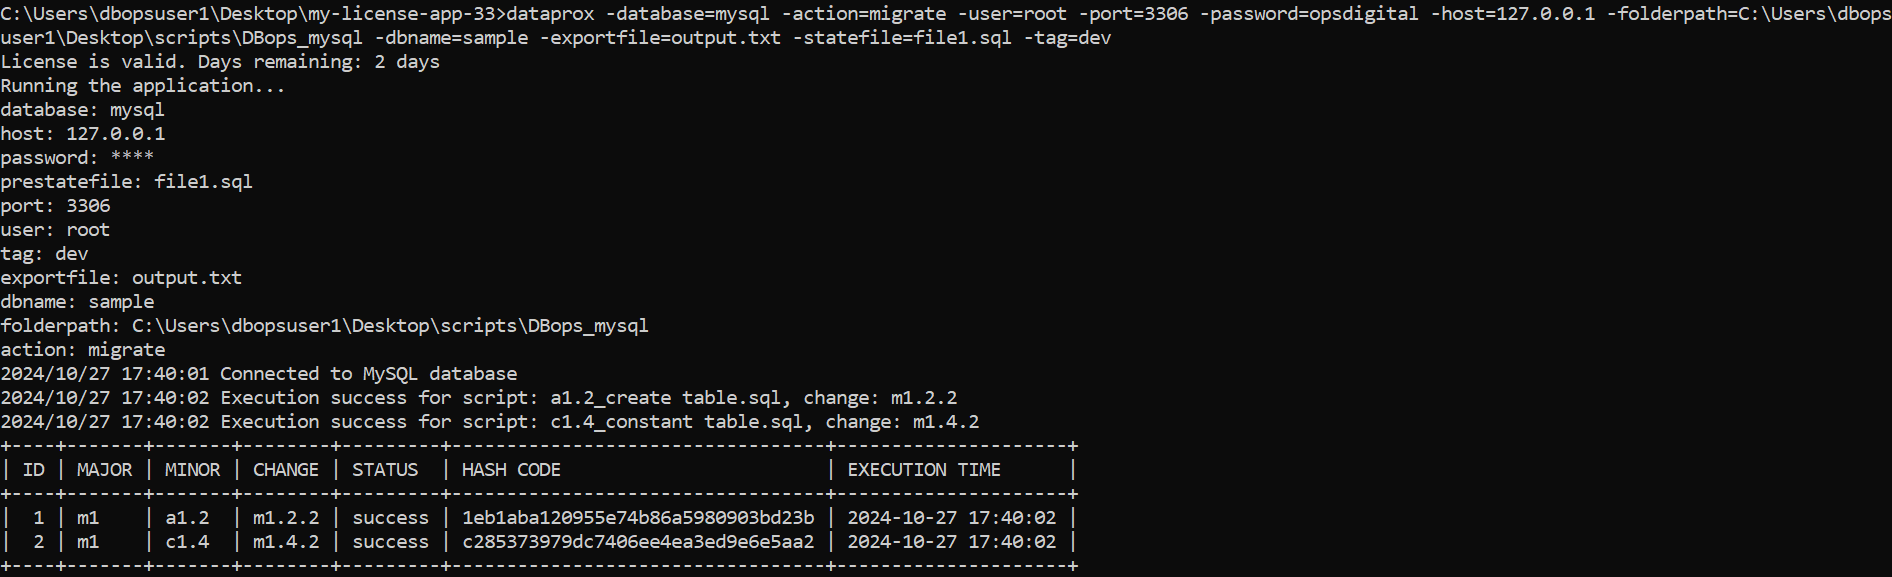 C:\Users\dbopsuser1\Desktop\my-license-app-33>dataprox -database=mysql -action=migrate -user=root -port=3306 -password=opsdigital -host=127.0.0.1 -folderpath=C:\Users\dbops
user1\Desktop\scripts\DBops_mysql -dbname=sample -exportfile=output.txt -statefile=file1.sql -tag=dev
License is valid. Days remaining: 2 days
Running the application...
database: mysql
host: 127.0.0.1
password: ****
prestatefile: file1.sql
port: 3306
user: root
tag: dev
exportfile: output.txt
dbname: sample
folderpath: C:\Users\dbopsuser1\Desktop\scripts\DBops_mysql
action: migrate
2024/10/27 17:40:01 Connected to MySQL database
2024/10/27 17:40:02 Execution success for script: a1.2_create table.sql, change: m1.2.2
2024/10/27 17:40:02 Execution success for script: c1.4_constant table.sql, change: m1.4.2
+----+-------+-------+--------+---------+----------------------------------+---------------------+
| ID | MAJOR | MINOR | CHANGE | STATUS  | HASH CODE                        | EXECUTION TIME      |
+----+-------+-------+--------+---------+----------------------------------+---------------------+
|  1 | m1    | a1.2  | m1.2.2 | success | 1eb1aba120955e74b86a5980903bd23b | 2024-10-27 17:40:02 |
|  2 | m1    | c1.4  | m1.4.2 | success | c285373979dc7406ee4ea3ed9e6e5aa2 | 2024-10-27 17:40:02 |
+----+-------+-------+--------+---------+----------------------------------+---------------------+